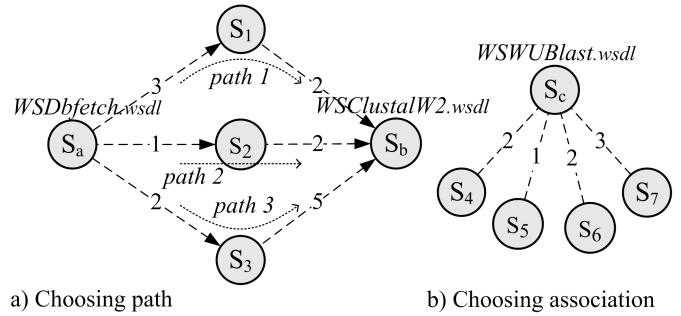 S1
3
path 1
2
WSDbfetch.wsdl
WSClustalW2.wsdl
Sa
1
S2
2
Sb
path 2
2
path 3
5
S3
a) Choosing path
WSWUBlast.wsdl
Sc
2
1
2
3
S4
S5
S6
S7
b) Choosing association